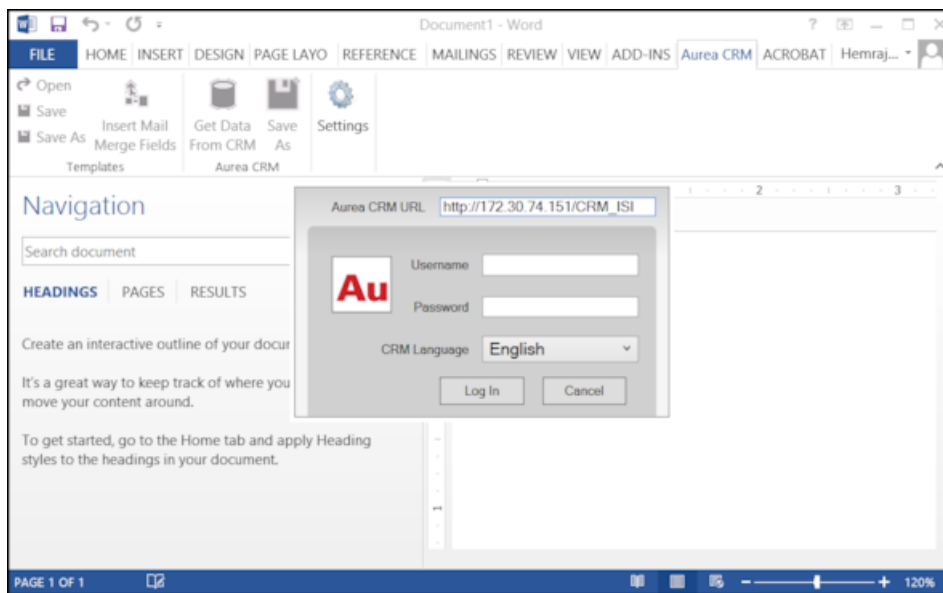 Document1 - Word
FILE HOME INSERT DESIGN PAGE LAYO REFERENCE MAILINGS REVIEW VIEW ADD-INS Aurea CRM ACROBAT Hemraj...
Open
Save
Save As
Insert Mail
Merge Fields
Templates
Get Data
From CRM
Save
As
Aurea CRM
Settings
Navigation
Search document
HEADINGS PAGES RESULTS
Create an interactive outline of your docur
It's a great way to keep track of where you
move your content around.
To get started, go to the Home tab and apply Heading
styles to the headings in your document.
Aurea CRM URL http://172.30.74.151/CRM_ISI
Au
Username
Password
CRM Language English
Log In Cancel
2 3
1
PAGE 1 OF 1 120%